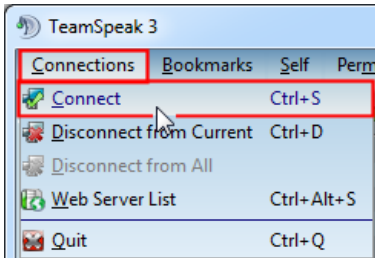 TeamSpeak 3
Connections Bookmarks Self Perm
Connect Ctrl+S
Disconnect from Current Ctrl+D
Disconnect from All
Web Server List Ctrl+Alt+S
Quit Ctrl+Q